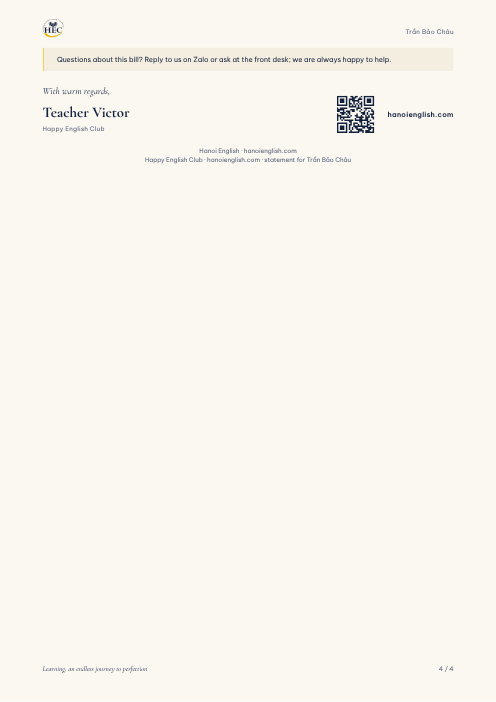 HEC
Trần Bảo Châu
Questions about this bill? Reply to us on Zalo or ask at the front desk; we are always happy to help.
With warm regards,
Teacher Victor
Happy English Club
hanoienglish.com
Hanoi English · hanoienglish.com
Happy English Club · hanoienglish.com · statement for Trần Bảo Châu
Learning, an endless journey to perfection
4 / 4